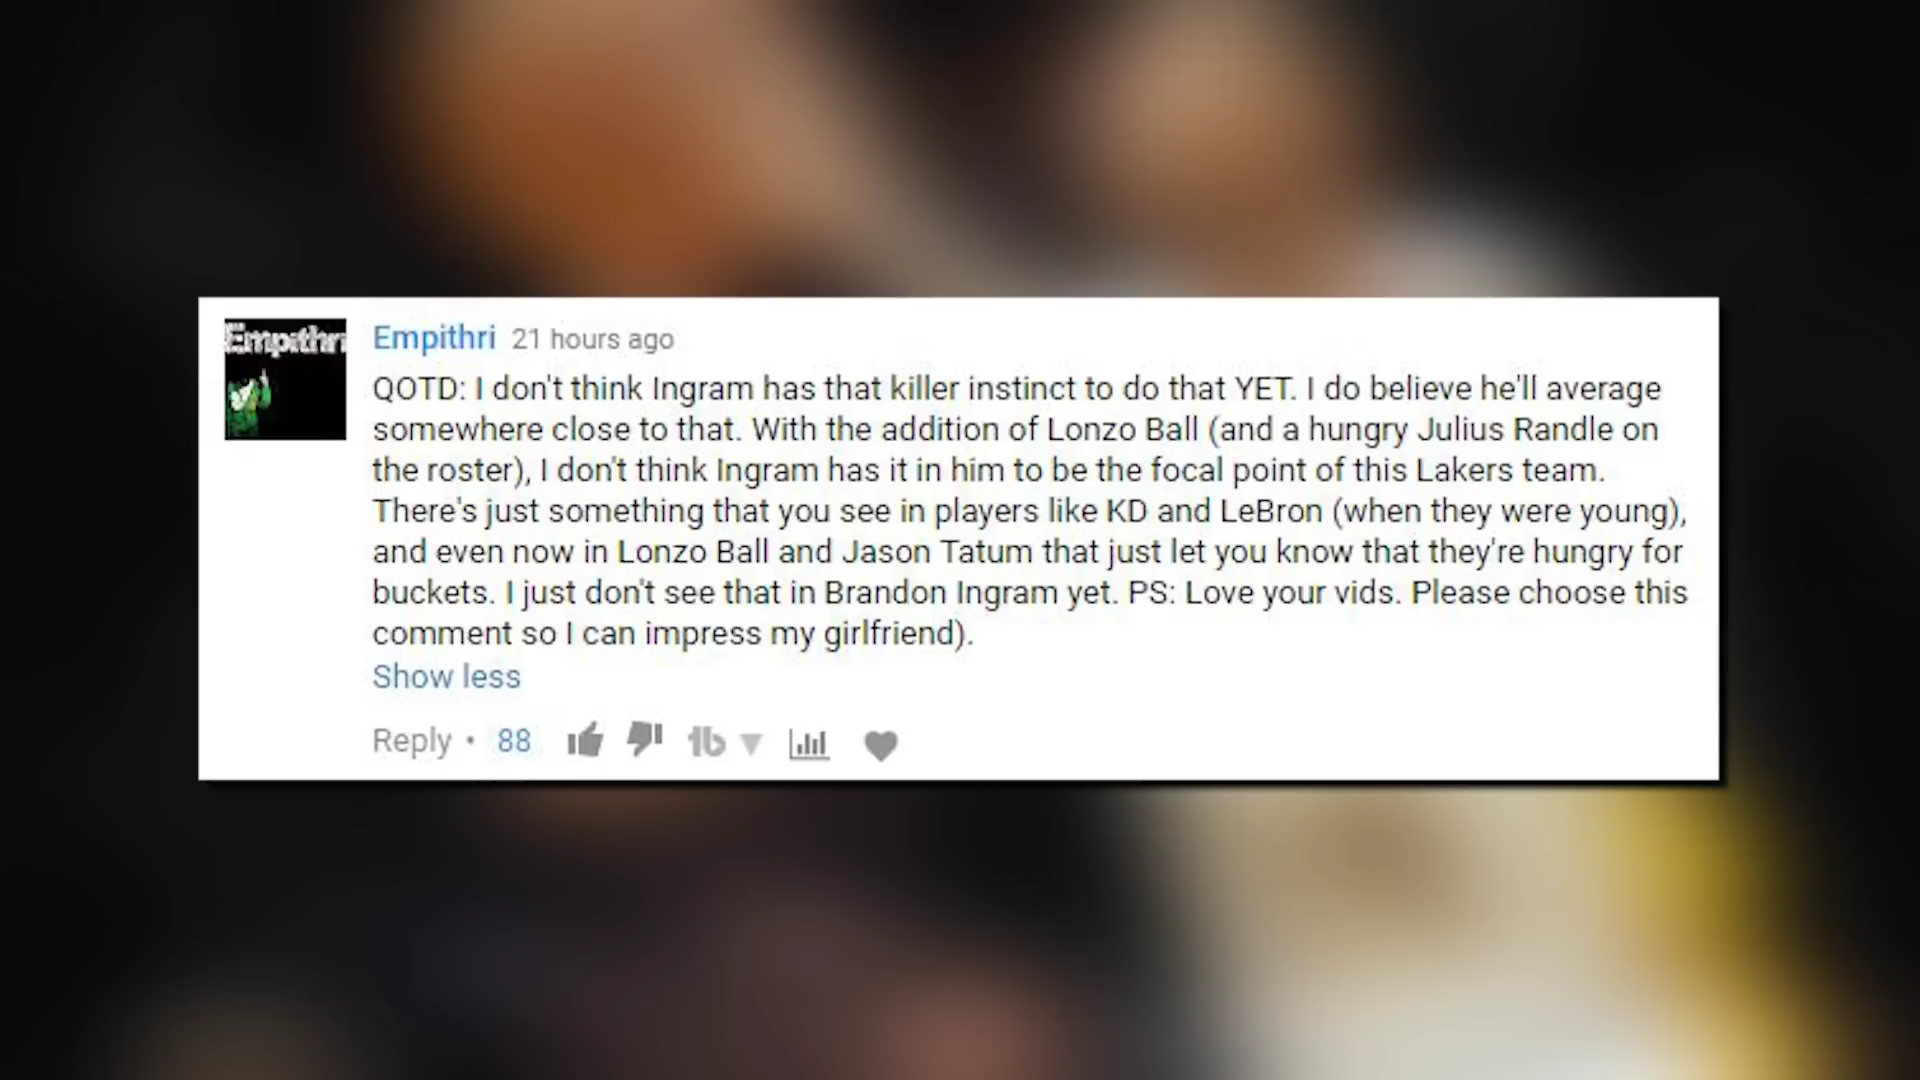 Empithri
Empithri 21 hours ago
QOTD: I don't think Ingram has that killer instinct to do that YET. I do believe he'll average
somewhere close to that. With the addition of Lonzo Ball (and a hungry Julius Randle on
the roster), I don't think Ingram has it in him to be the focal point of this Lakers team.
There's just something that you see in players like KD and LeBron (when they were young),
and even now in Lonzo Ball and Jason Tatum that just let you know that they're hungry for
buckets. I just don't see that in Brandon Ingram yet. PS: Love your vids. Please choose this
comment so I can impress my girlfriend).
Show less
Reply • 88 tb